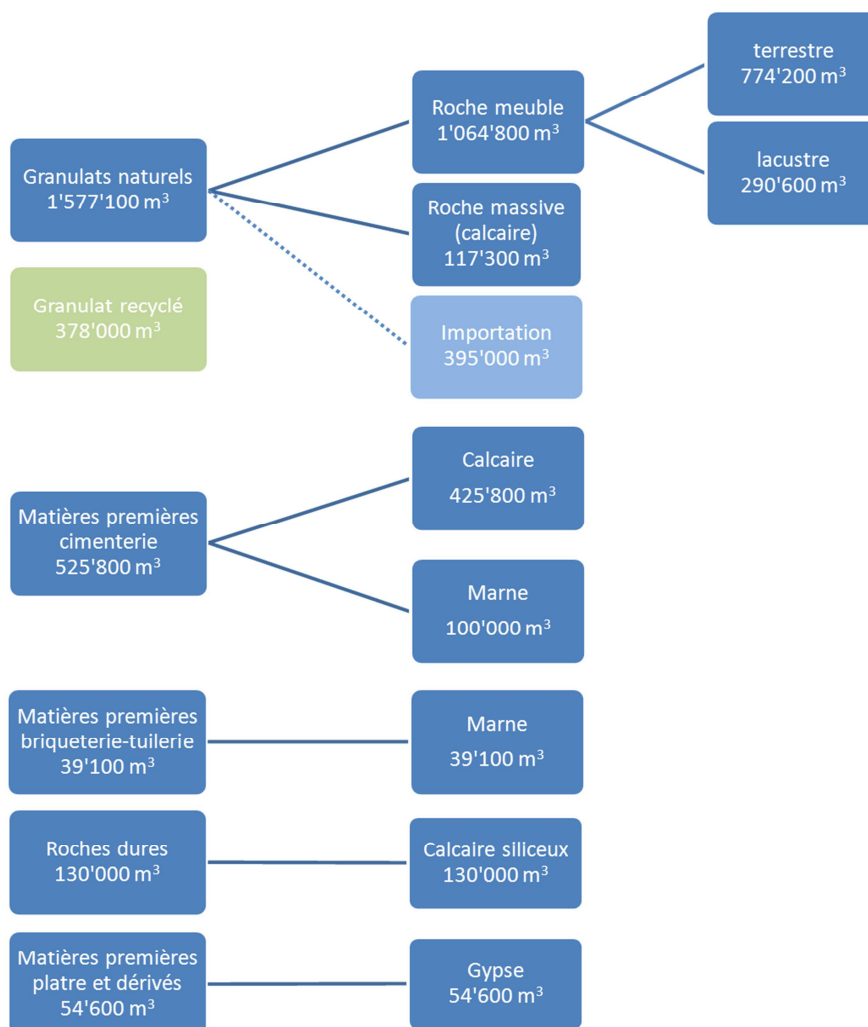 terrestre
774'200 m³
Roche meuble
1'064'800 m³
lacustre
290'600 m³
Granulats naturels
1'577'100 m³
Roche massive
(calcaire)
117'300 m³
Granulat recyclé
378'000 m³
Importation
395'000 m³
Calcaire
425'800 m³
Matières premières
cimenterie
525'800 m³
Marne
100'000 m³
Matières premières
briqueterie-tuilerie
39'100 m³
Marne
39'100 m³
Roches dures
130'000 m³
Calcaire siliceux
130'000 m³
Matières premières
platre et dérivés
54'600 m³
Gypse
54'600 m³